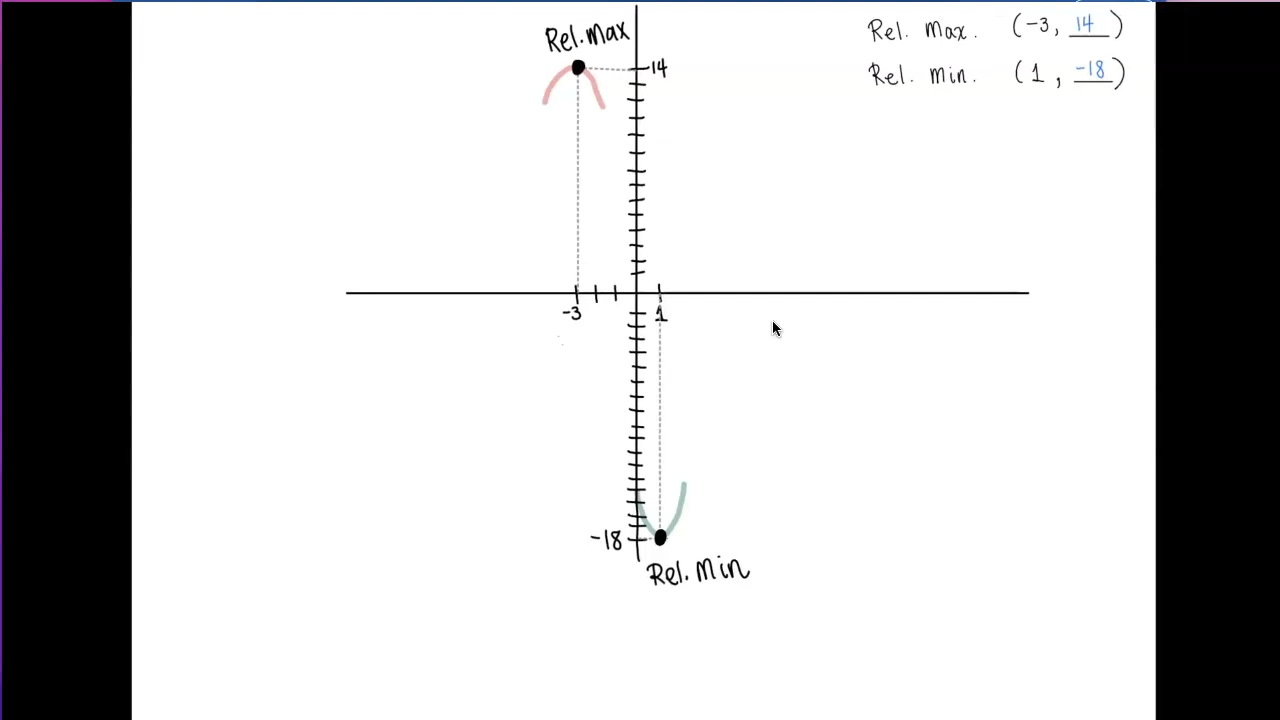 Rel. Max. (-3, 14)
Rel. Min. (1, -18)
Rel. Max
14
-3
1
-18
Rel. Min